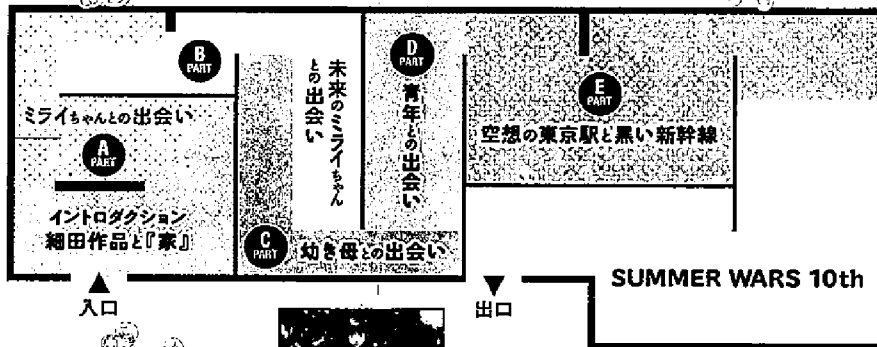 B
PART
ミライちゃんとの出会い
A
PART
イントロダクション
細田作品と『家』
未来のミライちゃん
との出会い
C
PART
幼き母との出会い
D
PART
青年との出会い
E
PART
空想の東京駅と黒い新幹線
SUMMER WARS 10th
入口
出口